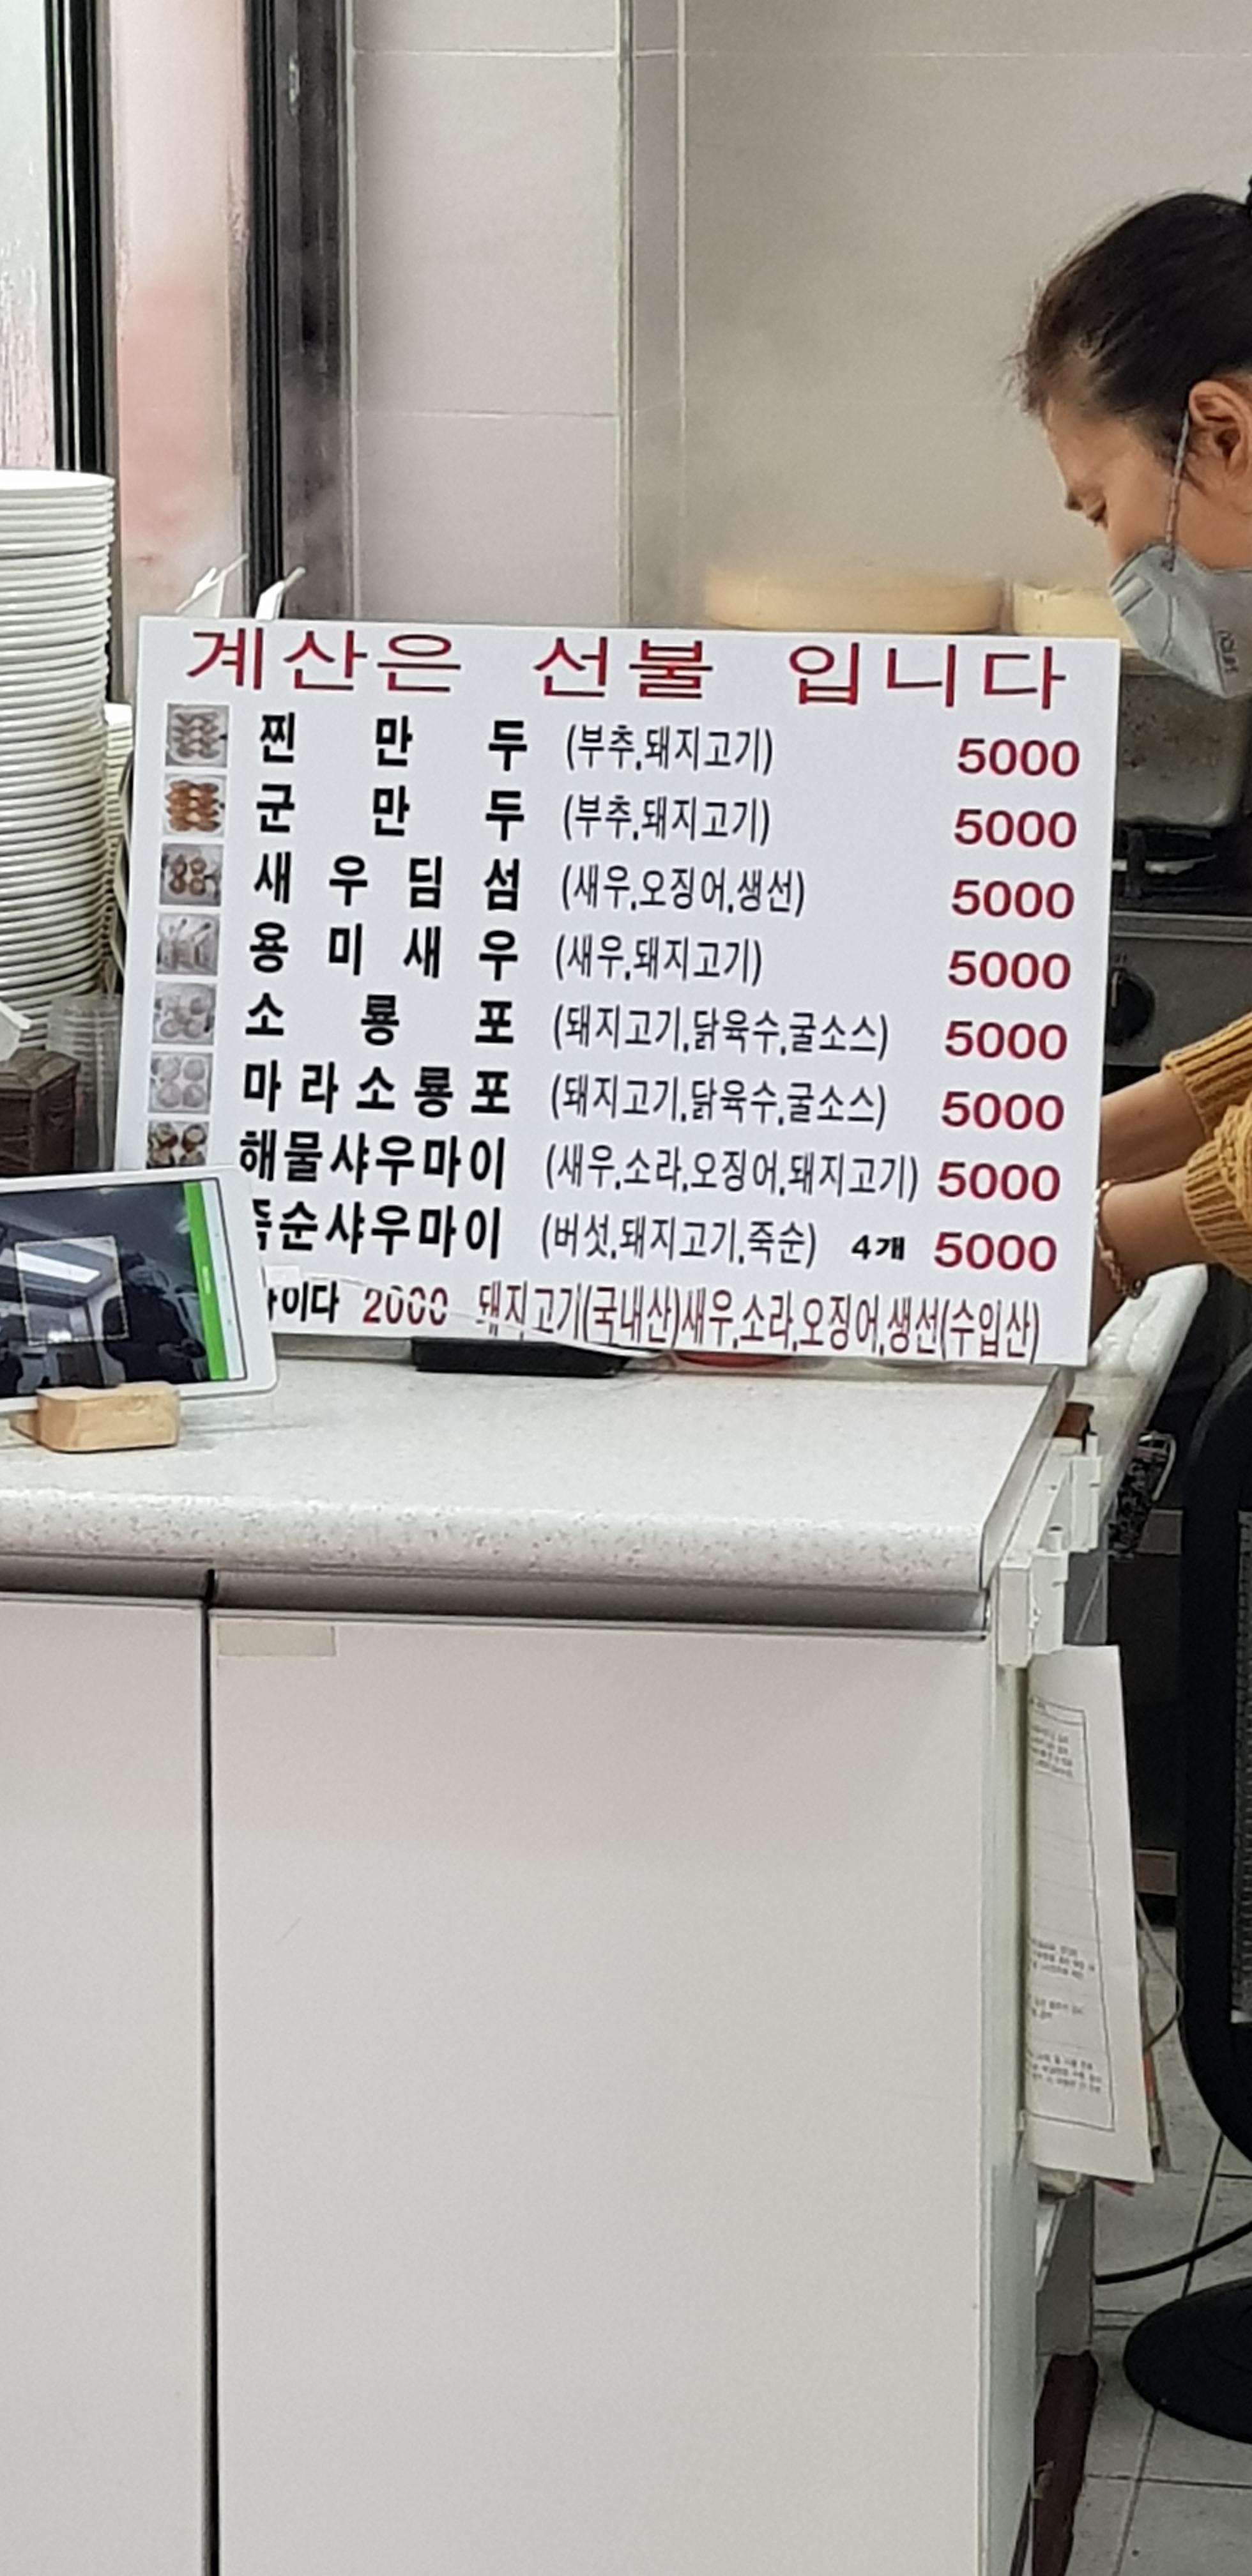 계산은 선불 입니다
찐만두 (부추,돼지고기) 5000
군만두 (부추,돼지고기) 5000
새우딤섬 (새우,오징어,생선) 5000
용미새우 (새우,돼지고기) 5000
소룡포 (돼지고기,닭육수,굴소스) 5000
마라소룡포 (돼지고기,닭육수,굴소스) 5000
해물샤우마이 (새우,소라,오징어,돼지고기) 5000
죽순샤우마이 (버섯,돼지고기,죽순) 4개 5000
2000 돼지고기(국내산)새우,소라,오징어,생선(수입산)